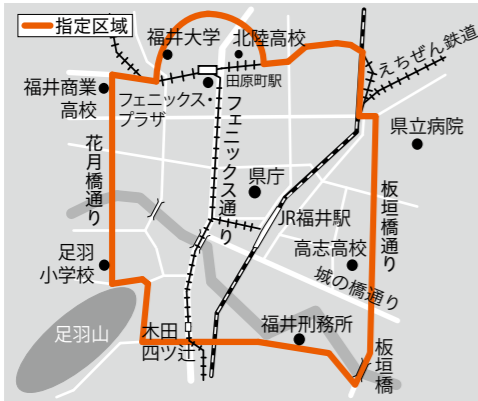 指定区域
福井大学
北陸高校
えちぜん鉄道
田原町駅
福井商業
高校
フェニックス・
プラザ
フェニックス通り
県立病院
花月橋通り
県庁
板垣橋通り
JR福井駅
足羽
小学校
高志高校
城の橋通り
足羽山
木田
四ツ辻
福井刑務所
板垣橋